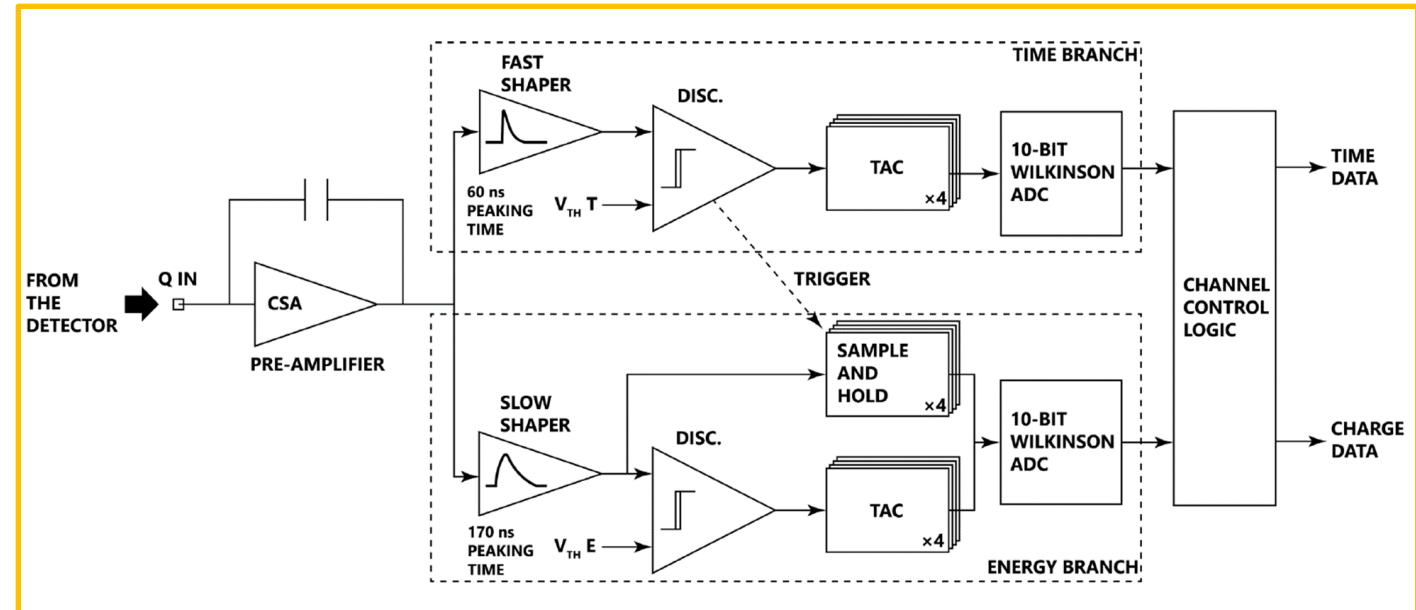 TIME BRANCH
FAST
SHAPER
DISC.
TAC
×4
10-BIT
WILKINSON
ADC
60 ns
PEAKING
TIME
V_TH T
TIME
DATA
FROM
THE
DETECTOR
Q IN
CSA
PRE-AMPLIFIER
TRIGGER
CHANNEL
CONTROL
LOGIC
SAMPLE
AND
HOLD
×4
SLOW
SHAPER
DISC.
TAC
×4
10-BIT
WILKINSON
ADC
170 ns
PEAKING
TIME
V_TH E
CHARGE
DATA
ENERGY BRANCH